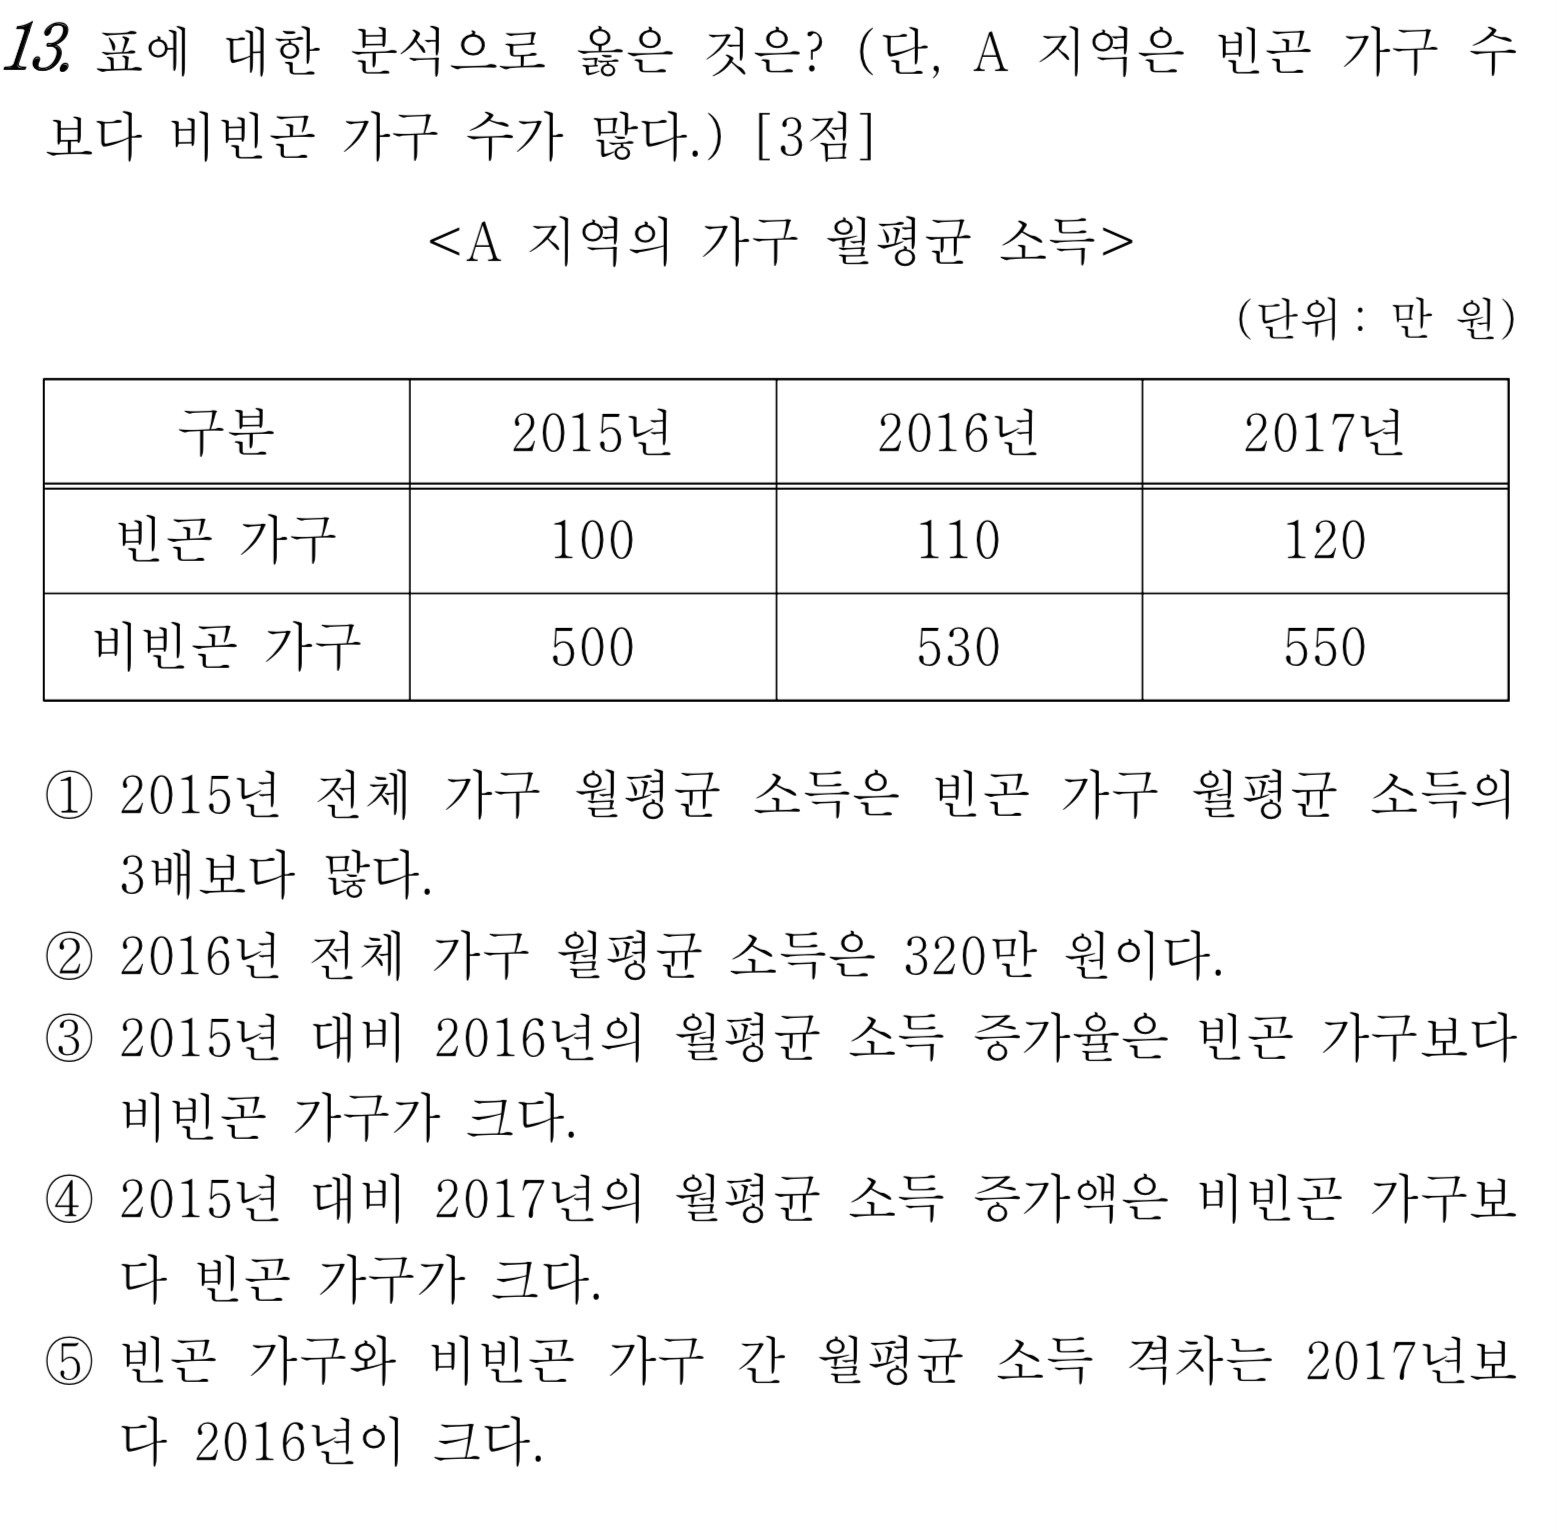 13. 표에 대한 분석으로 옳은 것은? (단, A 지역은 빈곤 가구 수
보다 비빈곤 가구 수가 많다.) [3점]
<A 지역의 가구 월평균 소득>
(단위 : 만 원)
구분 2015년 2016년 2017년
빈곤 가구 100 110 120
비빈곤 가구 500 530 550
① 2015년 전체 가구 월평균 소득은 빈곤 가구 월평균 소득의
3배보다 많다.
② 2016년 전체 가구 월평균 소득은 320만 원이다.
③ 2015년 대비 2016년의 월평균 소득 증가율은 빈곤 가구보다
비빈곤 가구가 크다.
④ 2015년 대비 2017년의 월평균 소득 증가액은 비빈곤 가구보
다 빈곤 가구가 크다.
⑤ 빈곤 가구와 비빈곤 가구 간 월평균 소득 격차는 2017년보
다 2016년이 크다.